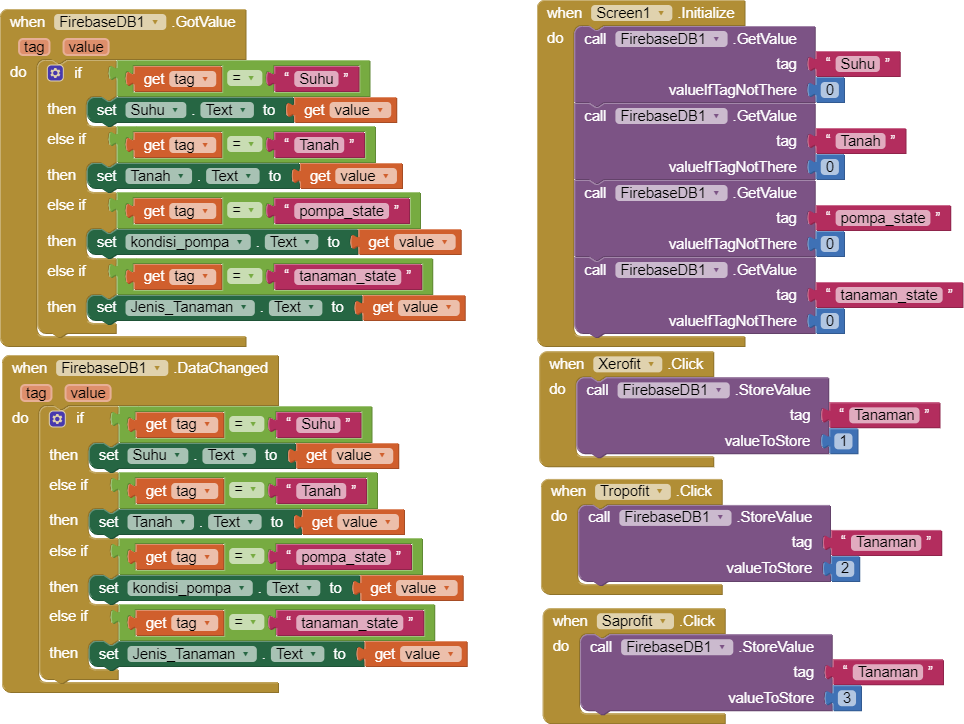 when FirebaseDB1 .GotValue
tag value
do if get tag = “ Suhu ”
then set Suhu . Text to get value
else if get tag = “ Tanah ”
then set Tanah . Text to get value
else if get tag = “ pompa_state ”
then set kondisi_pompa . Text to get value
else if get tag = “ tanaman_state ”
then set Jenis_Tanaman . Text to get value
when FirebaseDB1 .DataChanged
tag value
do if get tag = “ Suhu ”
then set Suhu . Text to get value
else if get tag = “ Tanah ”
then set Tanah . Text to get value
else if get tag = “ pompa_state ”
then set kondisi_pompa . Text to get value
else if get tag = “ tanaman_state ”
then set Jenis_Tanaman . Text to get value
when Screen1 .Initialize
do call FirebaseDB1 .GetValue
tag “ Suhu ”
valueIfTagNotThere 0
call FirebaseDB1 .GetValue
tag “ Tanah ”
valueIfTagNotThere 0
call FirebaseDB1 .GetValue
tag “ pompa_state ”
valueIfTagNotThere 0
call FirebaseDB1 .GetValue
tag “ tanaman_state ”
valueIfTagNotThere 0
when Xerofit .Click
do call FirebaseDB1 .StoreValue
tag “ Tanaman ”
valueToStore 1
when Tropofit .Click
do call FirebaseDB1 .StoreValue
tag “ Tanaman ”
valueToStore 2
when Saprofit .Click
do call FirebaseDB1 .StoreValue
tag “ Tanaman ”
valueToStore 3